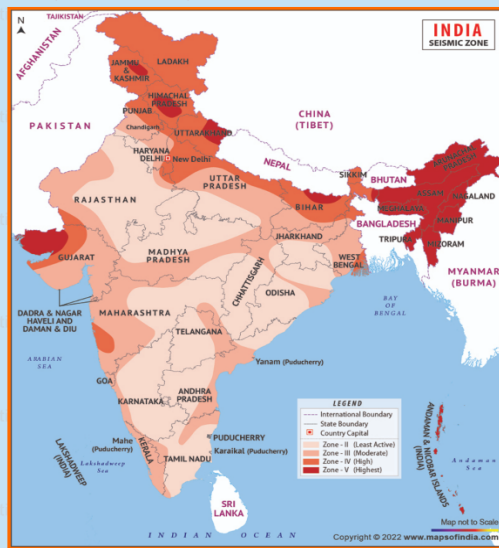 N
TAJIKISTAN
INDIA
SEISMIC ZONE
AFGHANISTAN
LADAKH
JAMMU &
KASHMIR
HIMACHAL
PRADESH
PUNJAB
CHINA
(TIBET)
PAKISTAN
Chandigarh
UTTARAKHAND
HARYANA
DELHI
New Delhi
NEPAL
ARUNACHAL
PRADESH
SIKKIM
BHUTAN
UTTAR
PRADESH
RAJASTHAN
ASSAM
NAGALAND
BIHAR
MEGHALAYA
MANIPUR
BANGLADESH
JHARKHAND
TRIPURA
MIZORAM
GUJARAT
MADHYA
PRADESH
WEST
BENGAL
CHHATTISGARH
MYANMAR
(BURMA)
ODISHA
DADRA & NAGAR
HAVELI AND
DAMAN & DIU
MAHARASHTRA
BAY
OF
BENGAL
TELANGANA
ARABIAN
SEA
Yanam (Puducherry)
GOA
ANDHRA
PRADESH
KARNATAKA
LEGEND
International Boundary
State Boundary
Country Capital
Zone - II (Least Active)
Zone - III (Moderate)
Zone - IV (High)
Zone - V (Highest)
ANDAMAN & NICOBAR ISLANDS
(INDIA)
PUDUCHERRY
Mahe
(Puducherry)
Karaikal (Puducherry)
LAKSHADWEEP
(INDIA)
Lakshadweep
Sea
KERALA
TAMIL NADU
Andaman
Sea
SRI
LANKA
Map not to Scale
INDIAN OCEAN
Copyright © 2022 www.mapsofindia.com